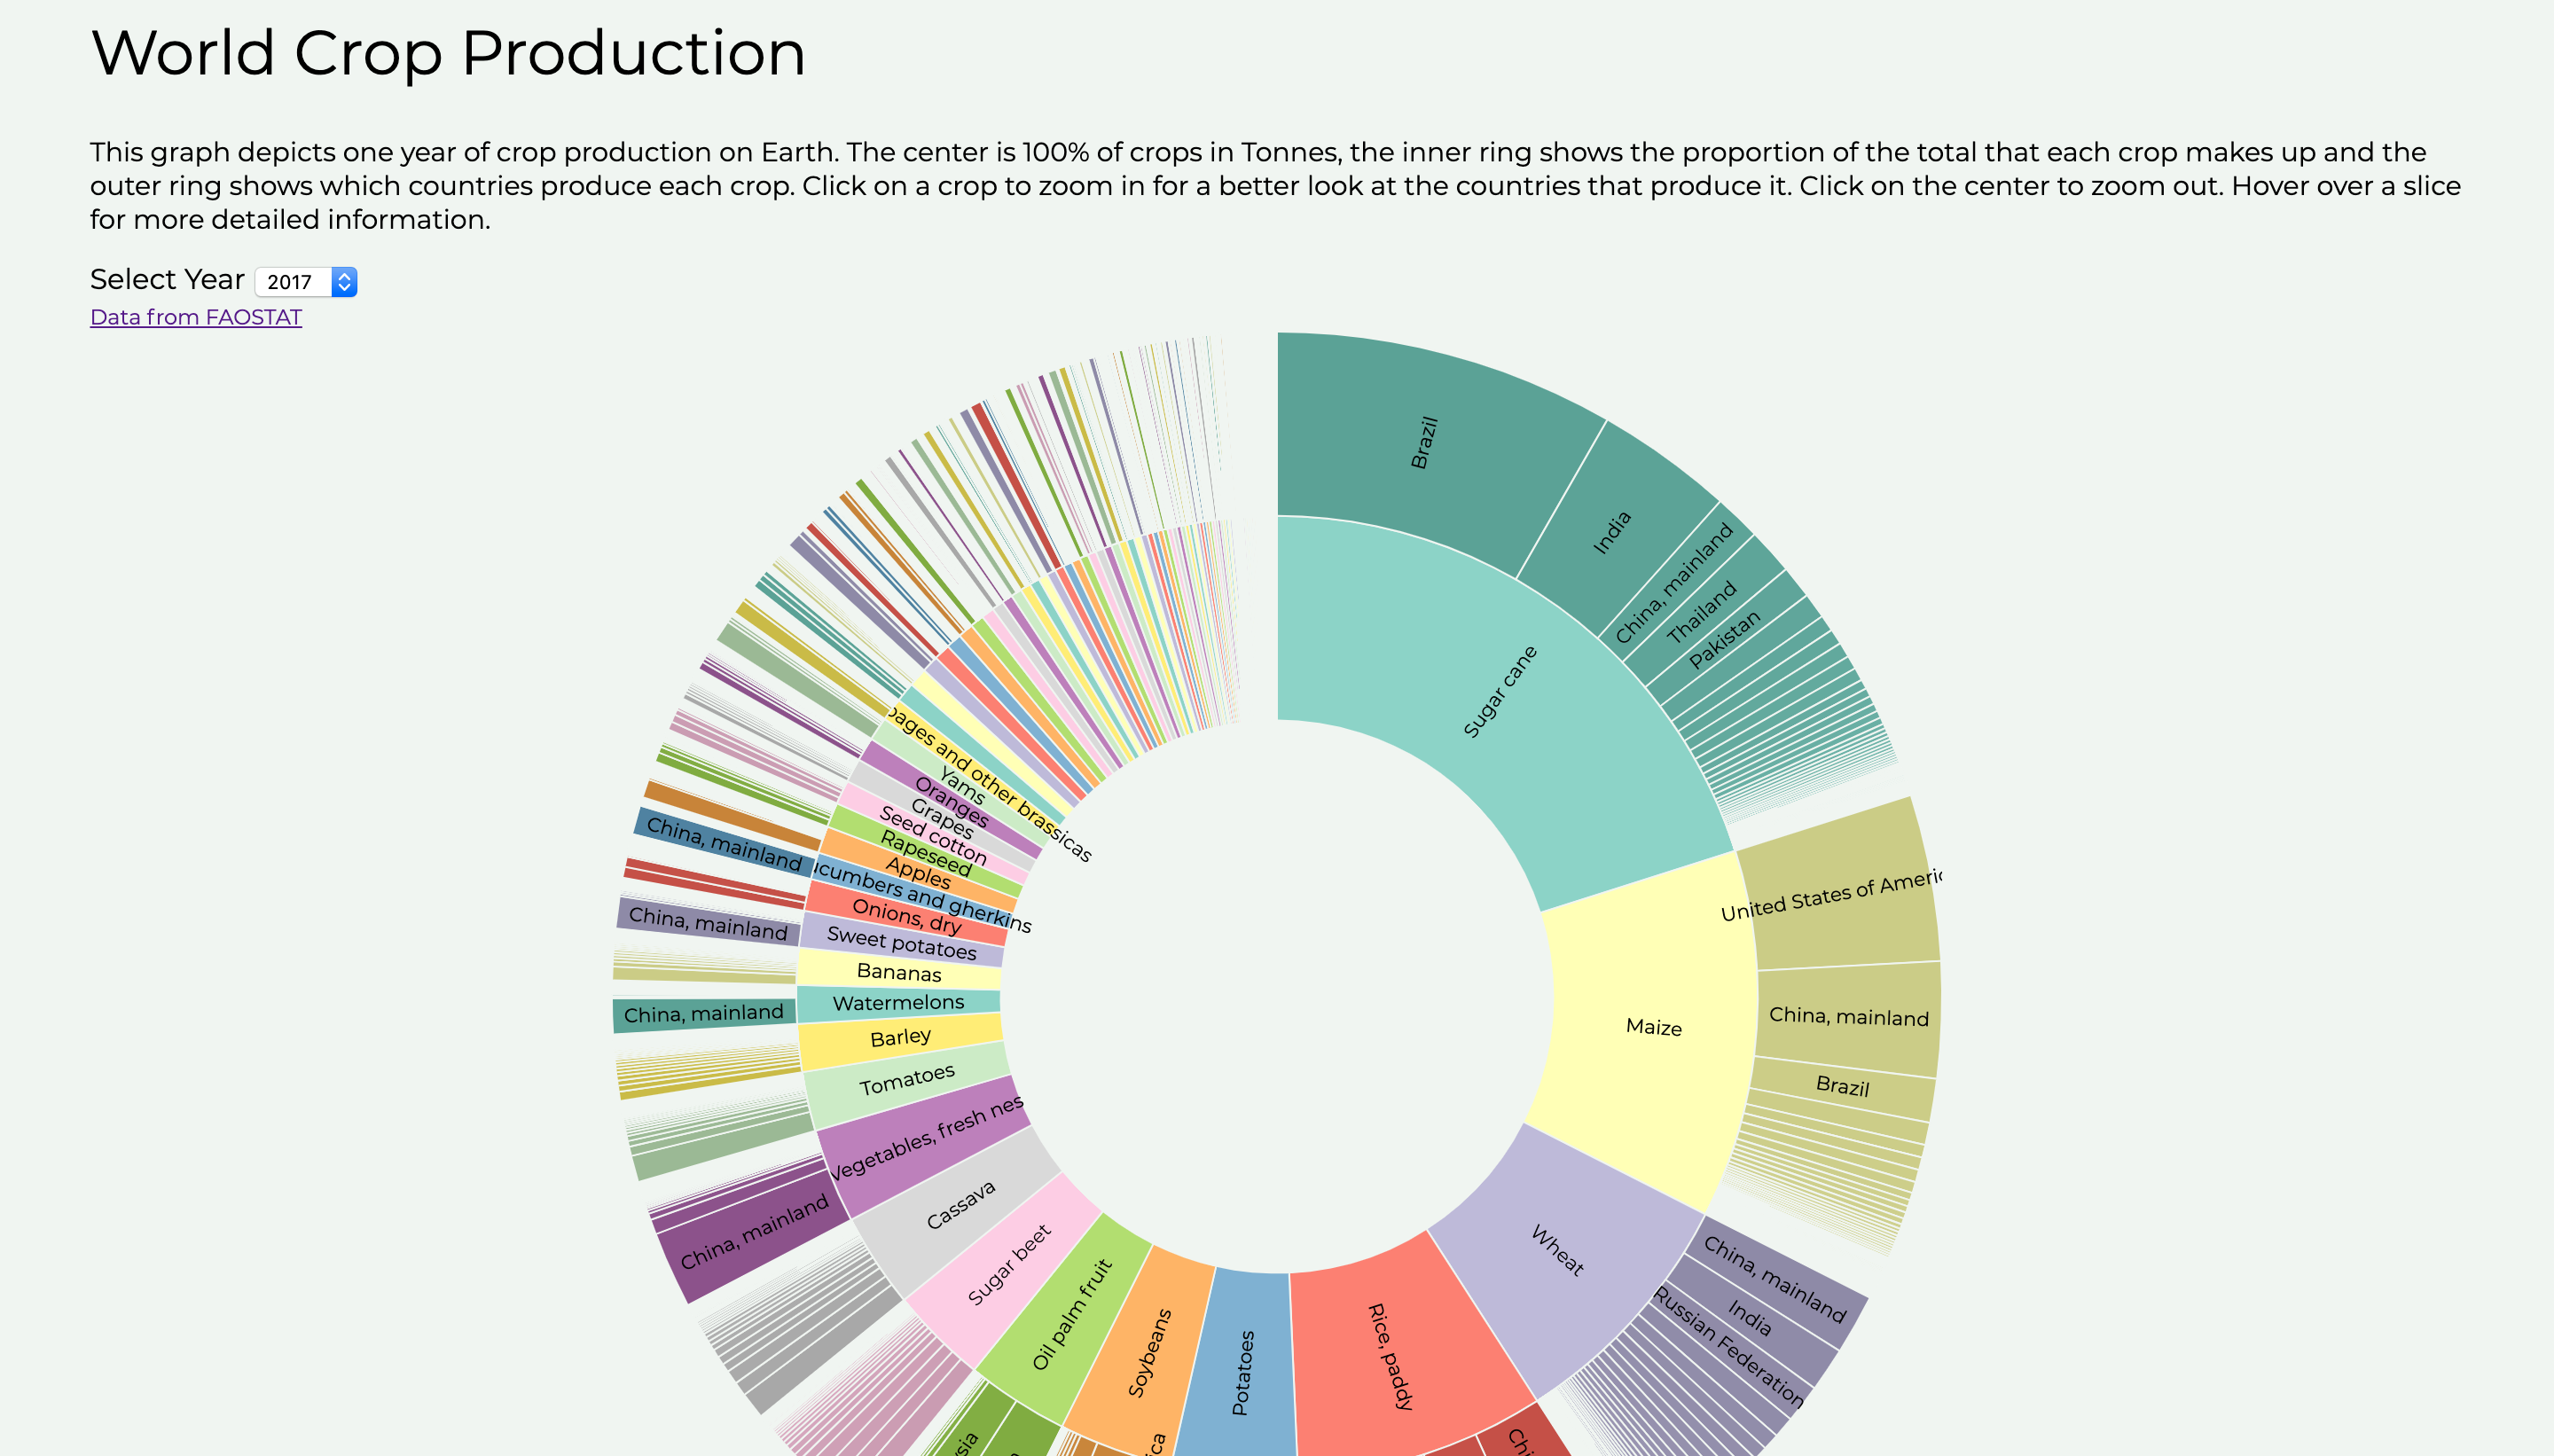 World Crop Production
This graph depicts one year of crop production on Earth. The center is 100% of crops in Tonnes, the inner ring shows the proportion of the total that each crop makes up and the
outer ring shows which countries produce each crop. Click on a crop to zoom in for a better look at the countries that produce it. Click on the center to zoom out. Hover over a slice
for more detailed information.
Select Year 2017
Data from FAOSTAT
Brazil
India
China, mainland
Thailand
Pakistan
Sugar cane
United States of
China, mainland
Brazil
Maize
China, mainland
India
Russian Federation
Wheat
Rice, paddy
Potatoes
Soybeans
Oil palm fruit
Sugar beet
Cassava
Vegetables, fresh nes
China, mainland
Tomatoes
Barley
Watermelons
China, mainland
Bananas
Sweet potatoes
China, mainland
Onions, dry
and gherkins
China, mainland
Apples
Rapeseed
Seed cotton
Grapes
Oranges
Yams
and other brassicas